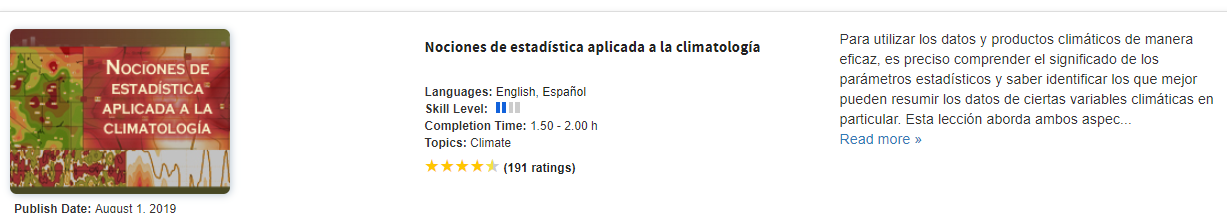 NOCIONES DE
ESTADÍSTICA
APLICADA A LA
CLIMATOLOGÍA
Publish Date: August 1, 2019
Nociones de estadística aplicada a la climatología
Languages: English, Español
Skill Level:
Completion Time: 1.50 - 2.00 h
Topics: Climate
(191 ratings)
Para utilizar los datos y productos climáticos de manera
eficaz, es preciso comprender el significado de los
parámetros estadísticos y saber identificar los que mejor
pueden resumir los datos de ciertas variables climáticas en
particular. Esta lección aborda ambos aspec...
Read more »